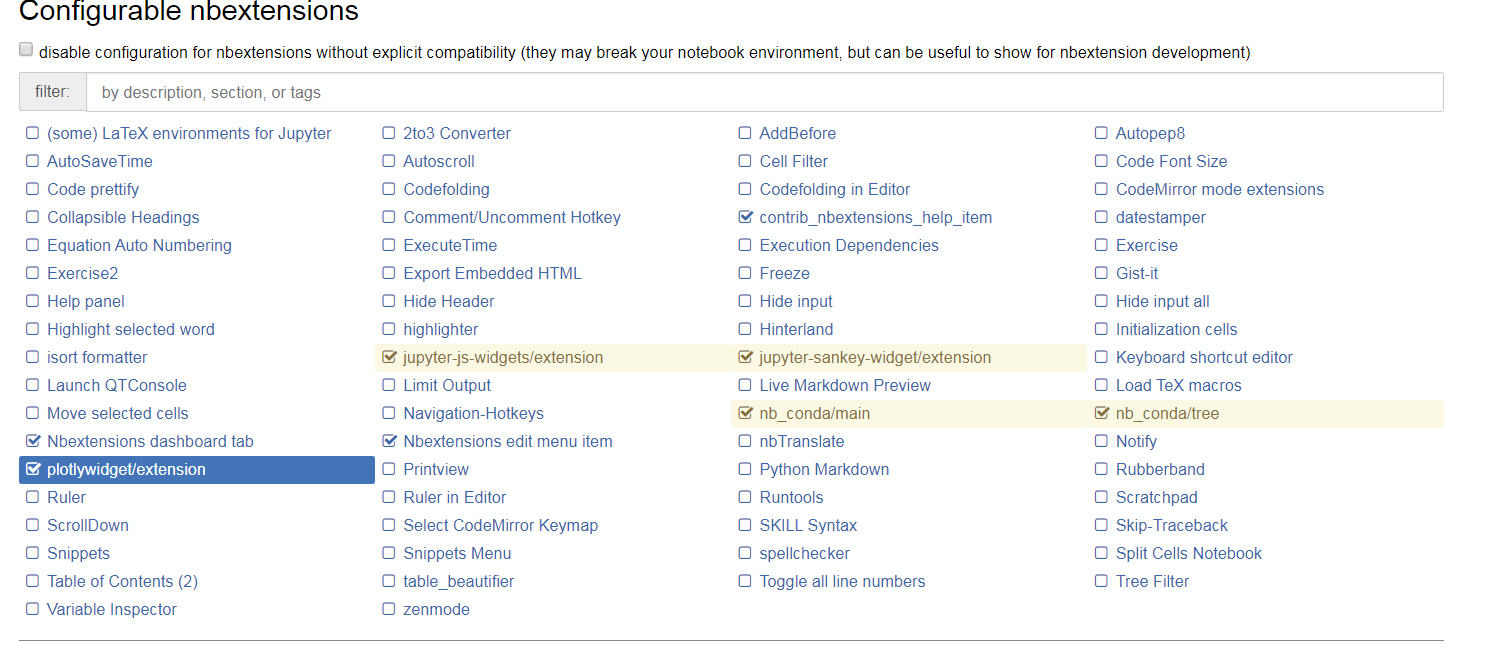 Configurable nbextensions
disable configuration for nbextensions without explicit compatibility (they may break your notebook environment, but can be useful to show for nbextension development)
filter: by description, section, or tags
(some) LaTeX environments for Jupyter 2to3 Converter AddBefore Autopep8
AutoSaveTime Autoscroll Cell Filter Code Font Size
Code prettify Codefolding Codefolding in Editor CodeMirror mode extensions
Collapsible Headings Comment/Uncomment Hotkey contrib_nbextensions_help_item datestamper
Equation Auto Numbering ExecuteTime Execution Dependencies Exercise
Exercise2 Export Embedded HTML Freeze Gist-it
Help panel Hide Header Hide input Hide input all
Highlight selected word highlighter Hinterland Initialization cells
isort formatter jupyter-js-widgets/extension jupyter-sankey-widget/extension Keyboard shortcut editor
Launch QTConsole Limit Output Live Markdown Preview Load TeX macros
Move selected cells Navigation-Hotkeys nb_conda/main nb_conda/tree
Nbextensions dashboard tab Nbextensions edit menu item nbTranslate Notify
plotlywidget/extension Printview Python Markdown Rubberband
Ruler Ruler in Editor Runtools Scratchpad
ScrollDown Select CodeMirror Keymap SKILL Syntax Skip-Traceback
Snippets Snippets Menu spellchecker Split Cells Notebook
Table of Contents (2) table_beautifier Toggle all line numbers Tree Filter
Variable Inspector zenmode